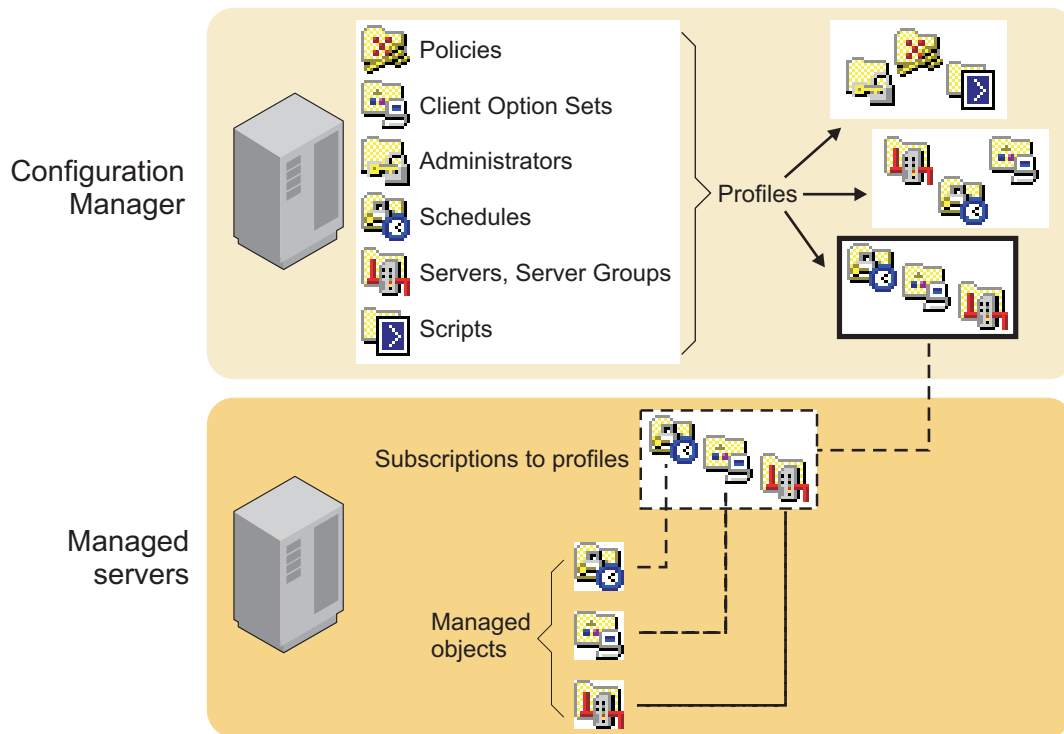 Configuration
Manager
Policies
Client Option Sets
Administrators
Schedules
Servers, Server Groups
Scripts
Profiles
Managed
servers
Subscriptions to profiles
Managed
objects